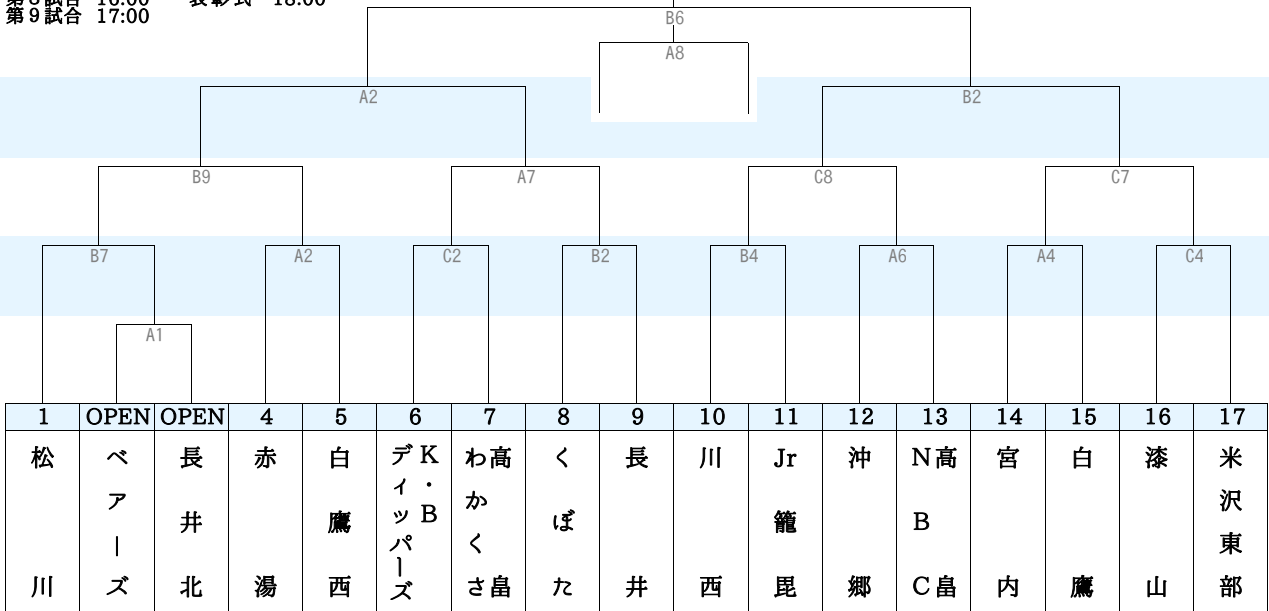 第8試合 16:00 表彰式 18:00
第9試合 17:00
B6
A8
A2 B2
B9 A7 C8 C7
B7 A2 C2 B2 B4 A6 A4 C4
A1
1 OPEN OPEN 4 5 6 7 8 9 10 11 12 13 14 15 16 17
松川
ベアーズ
長井北
赤湯
白鷹西
K・B
ディッパーズ
高畠
わかくさ
くぼた
長井
川西
Jr籠毘
沖郷
高畠
NBC
宮内
白鷹
漆山
米沢東部